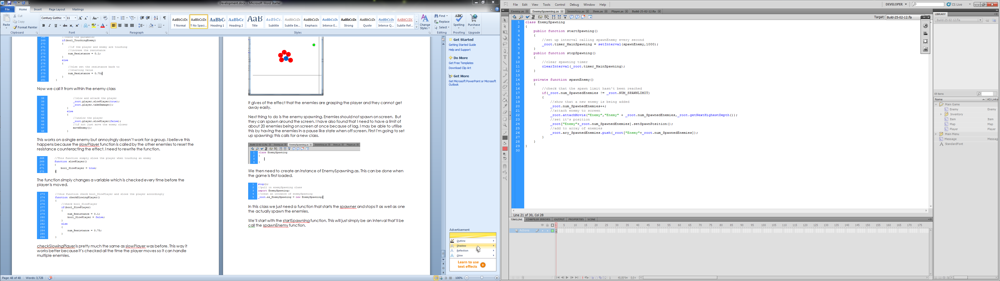 Development.docx - Microsoft Word Starter
File Home Insert Page Layout Mailings
Cut
Copy
Format Painter
Paste
Clipboard
Century Gothic 11
Font
Paragraph
¶ Normal
¶ No Spaci...
Heading 1
Heading 2
Title
Subtitle
Subtle Em...
Emphasis
Intense E...
Strong
Quote
Intense Q...
Subtle Ref...
Styles
Change Styles
Find
Replace
Select
Editing
Spelling
Proofing
Purchase
Upgrade
268 //check the parameter
269 if(bool_TouchingEnemy)
270 {
271 //if the player and enemy are touching
272 //increse the resistance
273 num_Resistance = 0.1;
274 }
275 else
276 {
277 //else set the resistance back to
278 //starting value
279 num_Resistance = 0.75;
280 }
281 }
Now we call it from within the enemy class
38 //slow and attack the player
39 _root.player.slowPlayer(true);
40 _root.player.takeDamage();
41 }
42 else
43 {
44 //unslow the player
45 _root.player.slowPlayer(false);
46 //if not just move the enemy closer
47 moveEnemy();
48 }
This works on a single enemy but annoyingly doesn't work for a group. I believe this
happens because the slowPlayer function is called by the other enemies to reset the
resistance counteracting the effect. I need to rewrite the function.
268 //This function simply slows the player when touching an enemy
269 function slowPlayer()
270 {
271 bool_SlowPlayer = true;
272 }
The function simply changes a variable which is checked every time before the
player is moved.
273 //this function check bool_SlowPlayer and slows the player accordingly
274 function checkSlowingPlayer()
275 {
276 //check bool_SlowPlayer
277 if(bool_SlowPlayer)
278 {
279 num_Resistance = 0.1;
280 bool_SlowPlayer = false;
281 }
282 else
283 {
284 num_Resistance = 0.75;
285 }
286 }
checkSlowingPlayer is pretty much the same as slowPlayer was before. This way it
works better because it's checked all the time the player moves so it can handle
multiple enemies.
It gives of the effect that the enemies are grasping the player and they cannot get
away easily.
Next thing to do is the enemy spawning. Enemies should not spawn on screen. But
they can spawn around the screen. I have also found that I need to have a limit of
about 20 enemies being on screen at once because of lag. I may be able to utilise
this by having the enemies in a pause like state when off screen. First I'm going to set
up spawning; this calls for a new class.
Build-22-02-12.fla Enemy.as EnemySpawning.as Inventory.as Item.as Player.as
1 class EnemySpawning
2 {
3
4 }
We then need to create an instance of EnemySpawning.as. This can be done when
the game is first loaded.
1 stop();
2 //pull in enemySpawning class
3 import EnemySpawning;
4 //creat an intsance of enemySpawning
5 _root.es_EnemySpawning = new EnemySpawning;
In this class we just need a function that starts the spawner and stops it as well as one
the actually spawn the enemies.
We'll start with the startSpawning function. This will just simply be an interval that'll be
call the spawnEnemy function.
Get Started
Getting Started Guide
Help and Support
Do More
Get Free Templates
Download Clip Art
Get More
Get Microsoft PowerPoint or Microsoft
Outlook
Advertisement
Outline
Shadow
Reflection
Glow
Learn to use
text effects
Page: 48 of 48 Words: 3,728
100%
Fl File Edit View Tools Control Debug Window Help
DEVELOPER
CS Live
Enemy.as EnemySpawning.as Inventory.as Item.as Player.as Build-25-02-12.fla
Target: Build-25-02-12.fla
1 class EnemySpawning
2 {
3 public function startSpawning()
4 {
5 //set up interval calling spawnEnemy every second
6 _root.timer_MainSpawning = setInterval(spawnEnemy,1000);
7 }
8 public function stopSpawning()
9 {
10 //clear spawning timer
11 clearInterval(_root.timer_MainSpawning);
12 }
13
14 private function spawnEnemy()
15 {
16 //check that the spawn limit hasn't been reached
17 if(_root.num_SpawnedEnemies != _root.NUM_SPAWNLIMIT)
18 {
19 //show that a new enemy is being added
20 _root.num_SpawnedEnemies++;
21 //attach enemy to screen
22 _root.attachMovie("Enemy","Enemy" + _root.num_SpawnedEnemies,_root.getNextHighestDepth());
23 //set it's position
24 _root["Enemy"+_root.num_SpawnedEnemies].setSpawnPosition();
25 //add to array of enemies
26 _root.ary_SpawnedEnemies.push(_root["Enemy"+_root.num_SpawnedEnemies]);
27 }
28 }
29 }
30
Line 21 of 30, Col 28
TIMELINE COMPILER ERRORS OUTPUT PROPERTIES SCENE
1 5 10 15 20 25 30 35 40 45 50 55 60 65 70 75 80 85 90 95 100 105 110 115 120 125 130 135 140 145 150 155 160 165 170 175
Actions
1 45.00 fps 0.0 s
LIBRARY
Build-25-02-12.fla
69 items
Name AS Linka
Main Game
Enemy Enemy
Inventory
Item Item
Map Map
Player Player
Main Menu
Message Messag
StandardFont